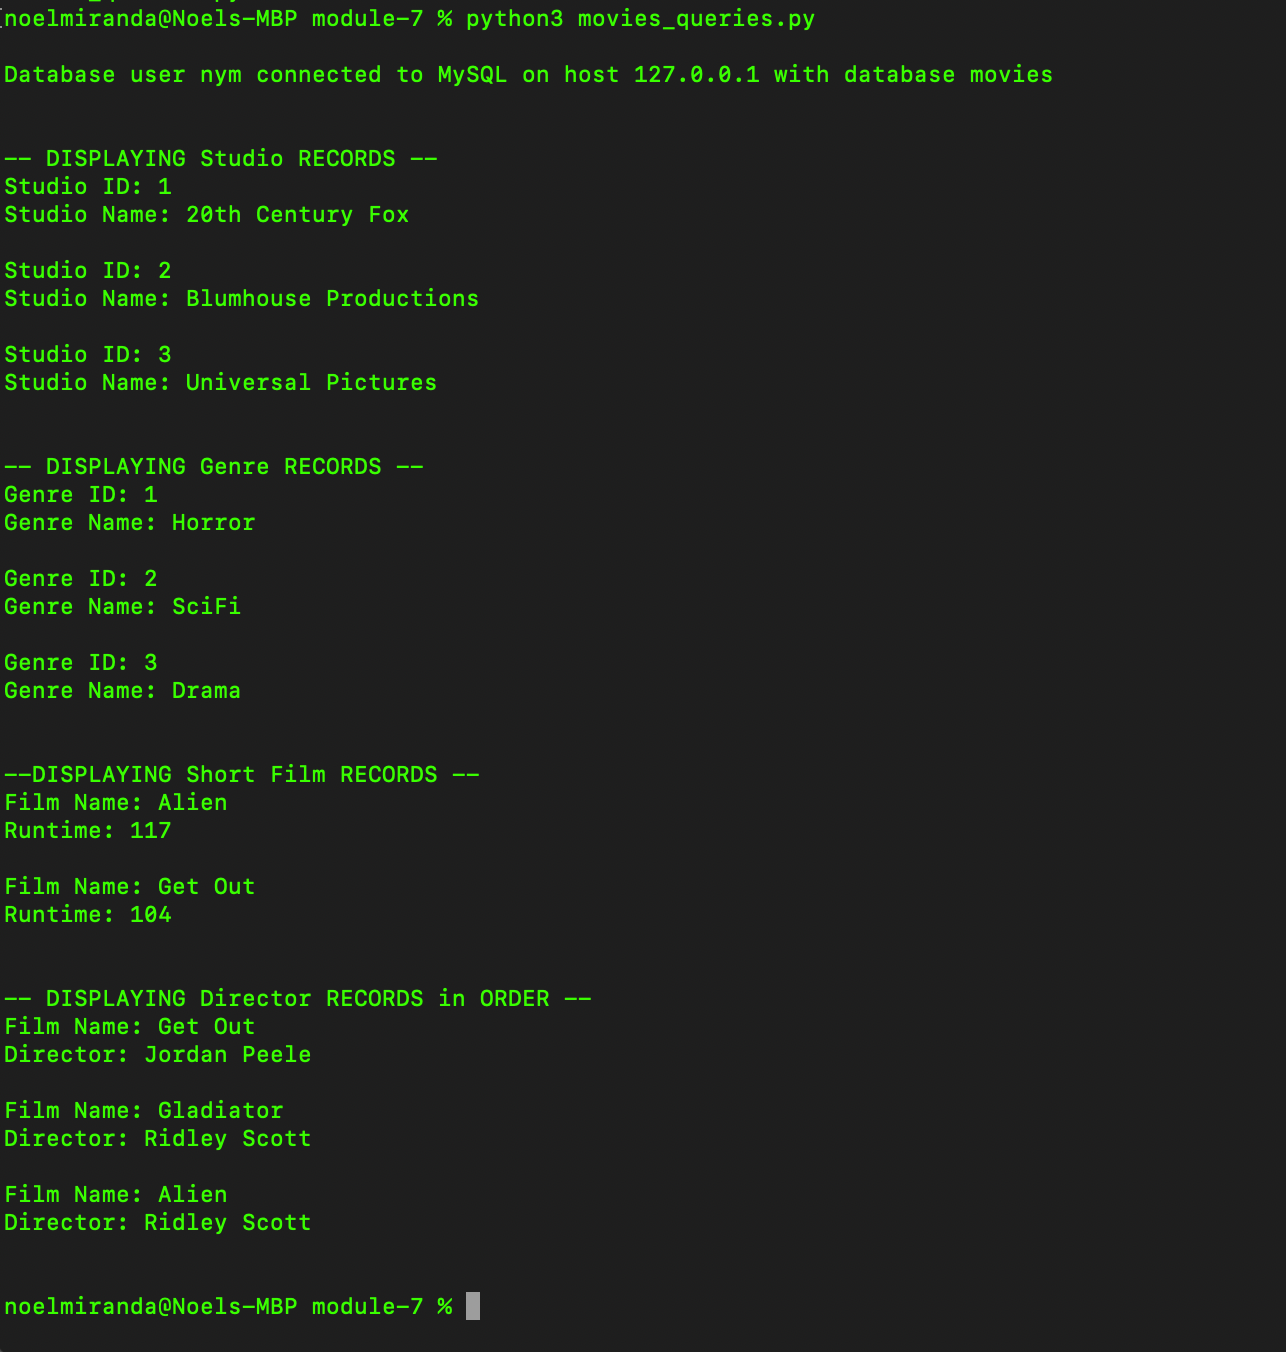 noelmiranda@Noels-MBP module-7 % python3 movies_queries.py
Database user nym connected to MySQL on host 127.0.0.1 with database movies
-- DISPLAYING Studio RECORDS --
Studio ID: 1
Studio Name: 20th Century Fox
Studio ID: 2
Studio Name: Blumhouse Productions
Studio ID: 3
Studio Name: Universal Pictures
-- DISPLAYING Genre RECORDS --
Genre ID: 1
Genre Name: Horror
Genre ID: 2
Genre Name: SciFi
Genre ID: 3
Genre Name: Drama
--DISPLAYING Short Film RECORDS --
Film Name: Alien
Runtime: 117
Film Name: Get Out
Runtime: 104
-- DISPLAYING Director RECORDS in ORDER --
Film Name: Get Out
Director: Jordan Peele
Film Name: Gladiator
Director: Ridley Scott
Film Name: Alien
Director: Ridley Scott
noelmiranda@Noels-MBP module-7 %